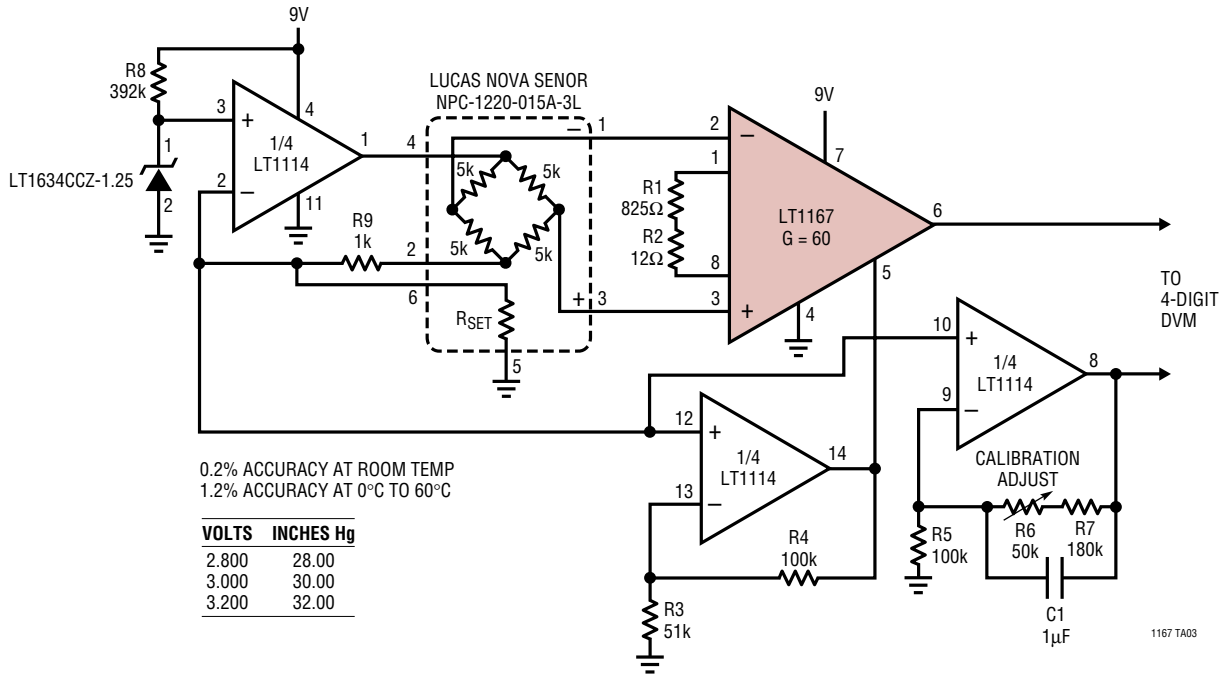 9V
R8
392k
3
+
4
1/4
LT1114
1
1
LT1634CCZ-1.25
2
2
–
11
R9
1k
LUCAS NOVA SENOR
NPC-1220-015A-3L
4
– 1
5k
5k
5k
5k
2
6
RSET
+ 3
5
9V
2
–
1
7
R1
825Ω
R2
12Ω
LT1167
G = 60
6
8
5
3
+
4
TO
4-DIGIT
DVM
10
+
1/4
LT1114
8
9
–
12
+
1/4
LT1114
14
13
–
CALIBRATION
ADJUST
R6
50k
R7
180k
R5
100k
C1
1µF
R4
100k
R3
51k
0.2% ACCURACY AT ROOM TEMP
1.2% ACCURACY AT 0°C TO 60°C
VOLTS INCHES Hg
2.800 28.00
3.000 30.00
3.200 32.00
1167 TA03